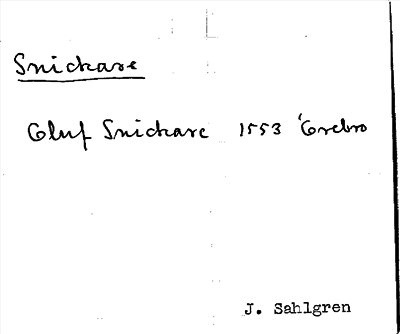 Snickare
Oluf Snickare 1553 Örebro
J. Sahlgren